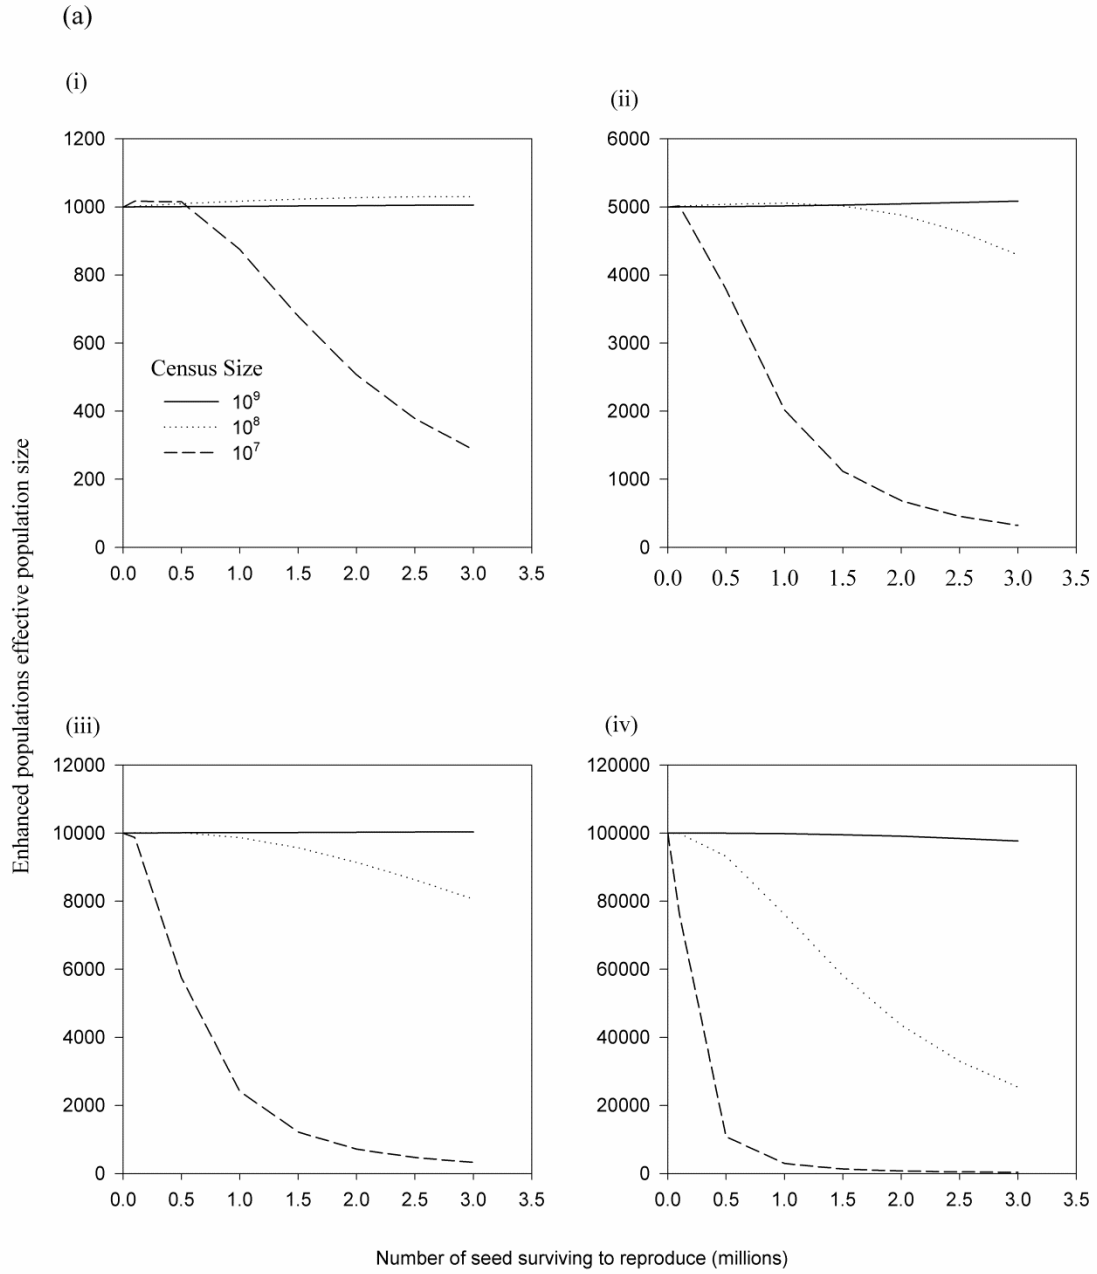 (a)
(i)
1200
1000
800
600
400
200
0
0.0 0.5 1.0 1.5 2.0 2.5 3.0 3.5
Census Size
10⁹
10⁸
10⁷
(ii)
6000
5000
4000
3000
2000
1000
0
0.0 0.5 1.0 1.5 2.0 2.5 3.0 3.5
Enhanced populations effective population size
(iii)
12000
10000
8000
6000
4000
2000
0
0.0 0.5 1.0 1.5 2.0 2.5 3.0 3.5
(iv)
120000
100000
80000
60000
40000
20000
0
0.0 0.5 1.0 1.5 2.0 2.5 3.0 3.5
Number of seed surviving to reproduce (millions)